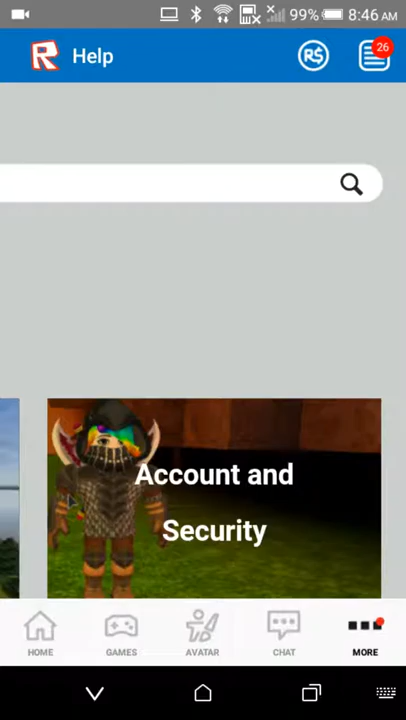 99% 8:46 AM
R Help R$ 26
Account and
Security
HOME GAMES AVATAR CHAT MORE